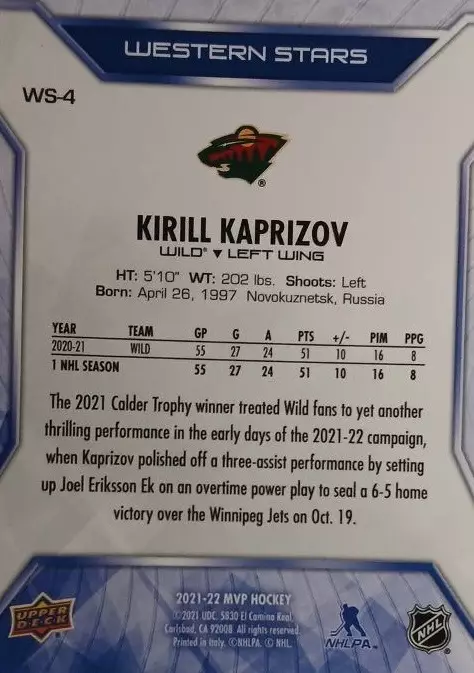 WESTERN STARS
WS-4
®
KIRILL KAPRIZOV
WILD® ▼ LEFT WING
HT: 5'10" WT: 202 lbs. Shoots: Left
Born: April 26, 1997 Novokuznetsk, Russia
YEAR TEAM GP G A PTS +/- PIM PPG
2020-21 WILD 55 27 24 51 10 16 8
1 NHL SEASON 55 27 24 51 10 16 8
The 2021 Calder Trophy winner treated Wild fans to yet another
thrilling performance in the early days of the 2021-22 campaign,
when Kaprizov polished off a three-assist performance by setting
up Joel Eriksson Ek on an overtime power play to seal a 6-5 home
victory over the Winnipeg Jets on Oct. 19.
2021-22 MVP HOCKEY
©2021 UDC. 5830 El Camino Real,
Carlsbad, CA 92008. All rights reserved.
Printed in Italy. ©NHLPA. © NHL.
UPPER
DECK
NHLPA
NHL